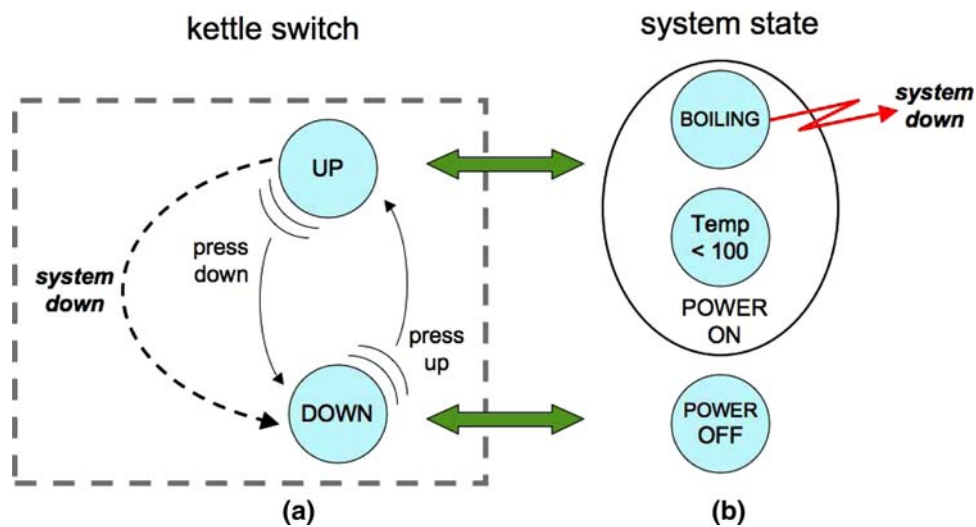 kettle switch
UP
press
down
system
down
press
up
DOWN
(a)
system state
BOILING
system
down
Temp
< 100
POWER
ON
POWER
OFF
(b)